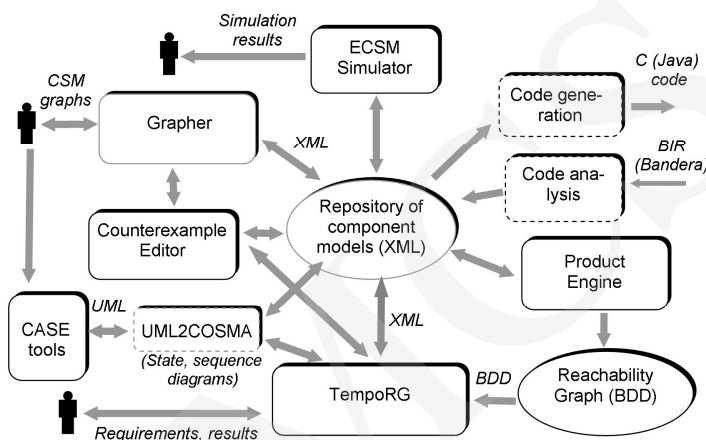 Simulation
results
ECSM
Simulator
CSM
graphs
Grapher
XML
Code gene-
ration
C (Java)
code
BIR
(Bandera)
Code ana-
lysis
Repository of
component
models (XML)
Counterexample
Editor
Product
Engine
CASE
tools
UML
UML2COSMA
(State, sequence
diagrams)
XML
TempoRG
BDD
Reachability
Graph (BDD)
Requirements, results